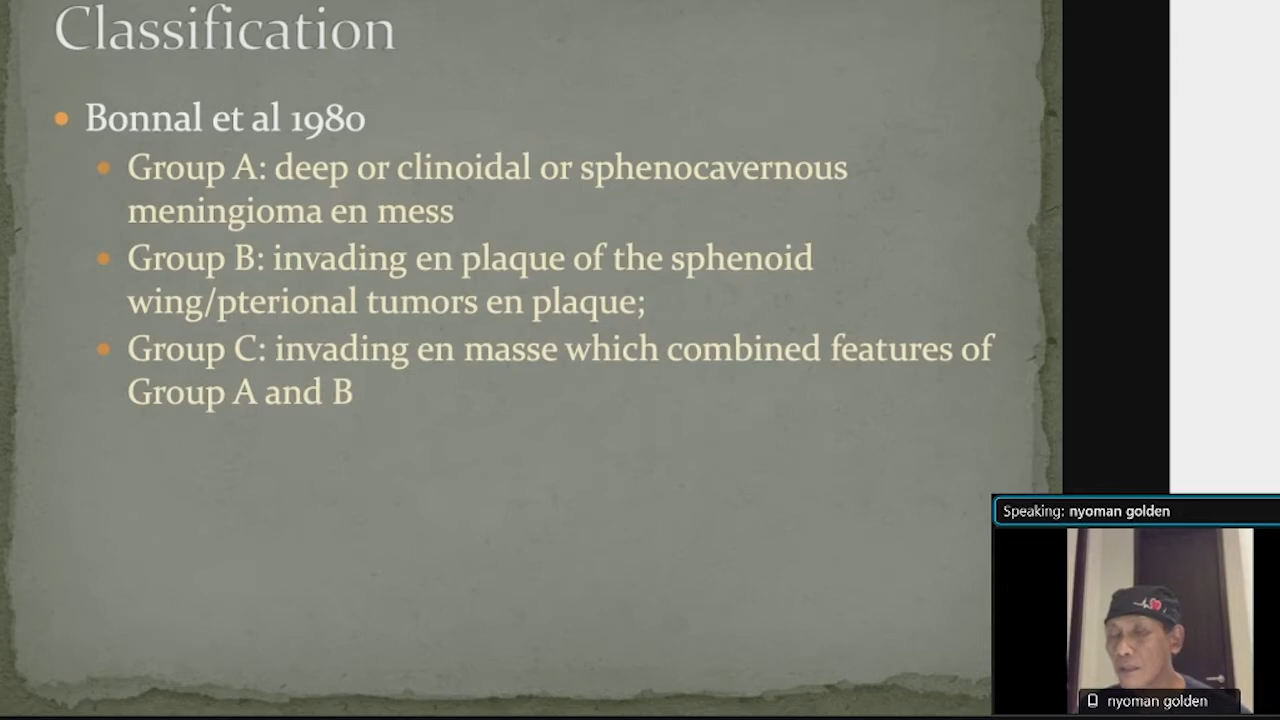 Classification
Bonnal et al 1980
Group A: deep or clinoidal or sphenocavernous
meningioma en mess
Group B: invading en plaque of the sphenoid
wing/pterional tumors en plaque;
Group C: invading en masse which combined features of
Group A and B
Speaking: nyoman golden
nyoman golden